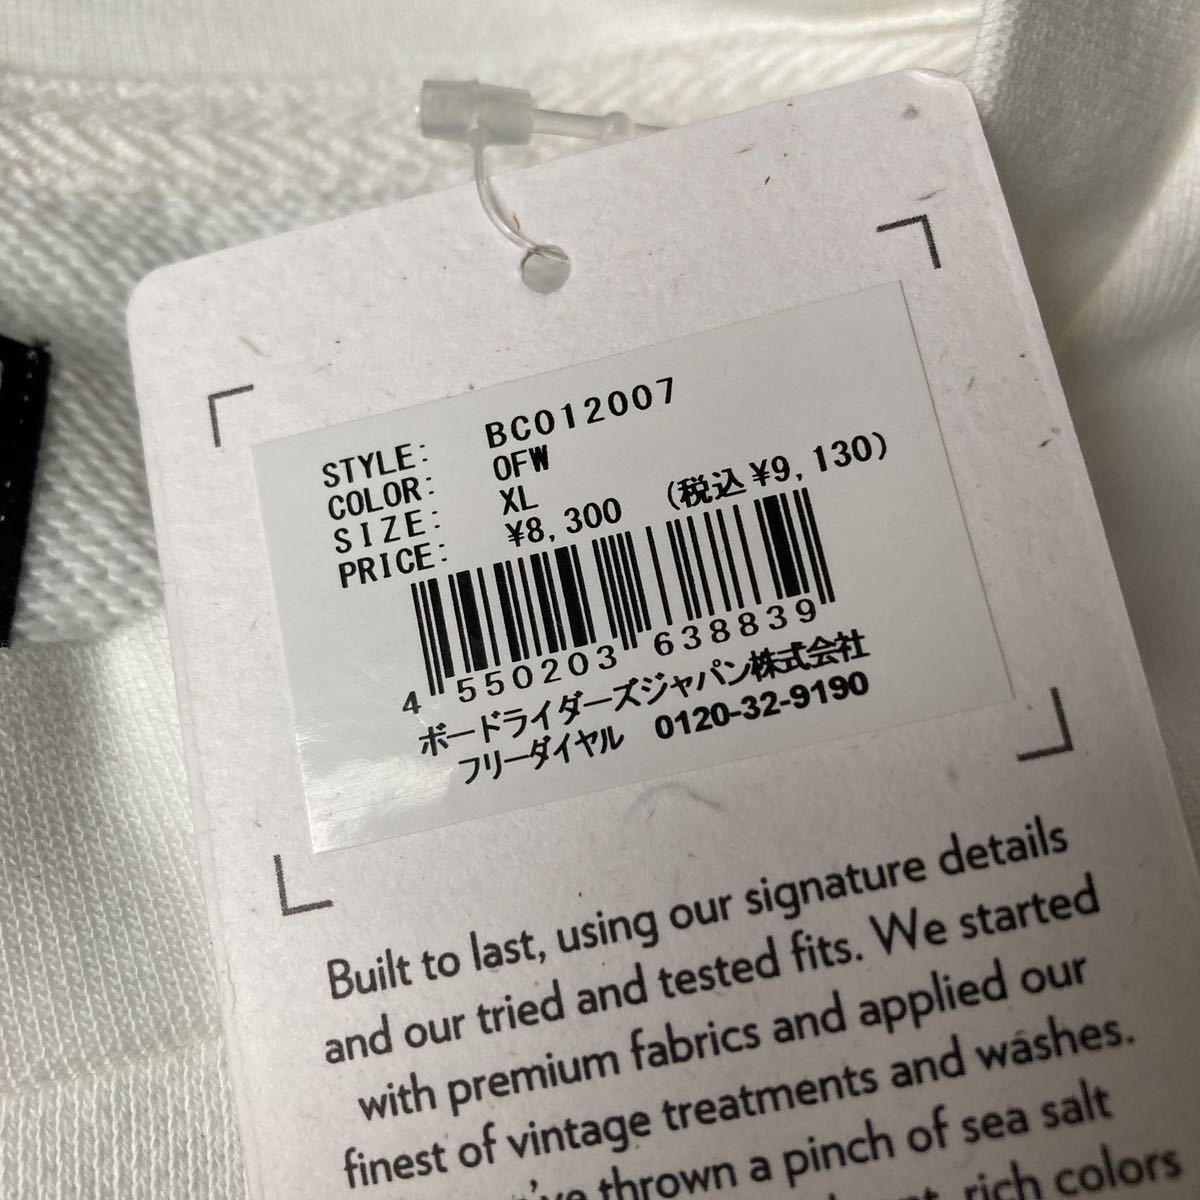 STYLE: BC012007
COLOR: OFW
SIZE: XL
PRICE: ¥8,300 (税込¥9,130)
4 550203 638839
ボードライダーズジャパン株式会社
フリーダイヤル 0120-32-9190
Built to last, using our signature details
and our tried and tested fits. We started
with premium fabrics and applied our
finest of vintage treatments and washes.
thrown a pinch of sea salt
rich colors